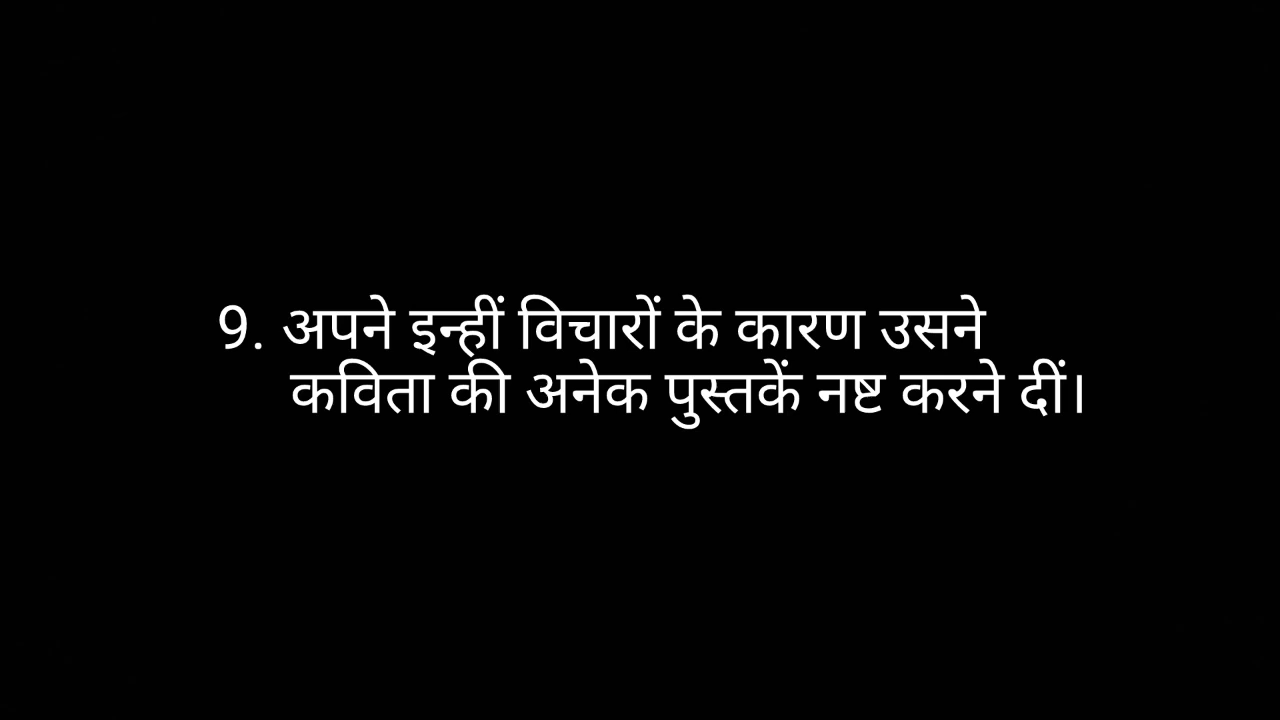 9. अपने इन्हीं विचारों के कारण उसने
कविता की अनेक पुस्तकें नष्ट करने दीं।